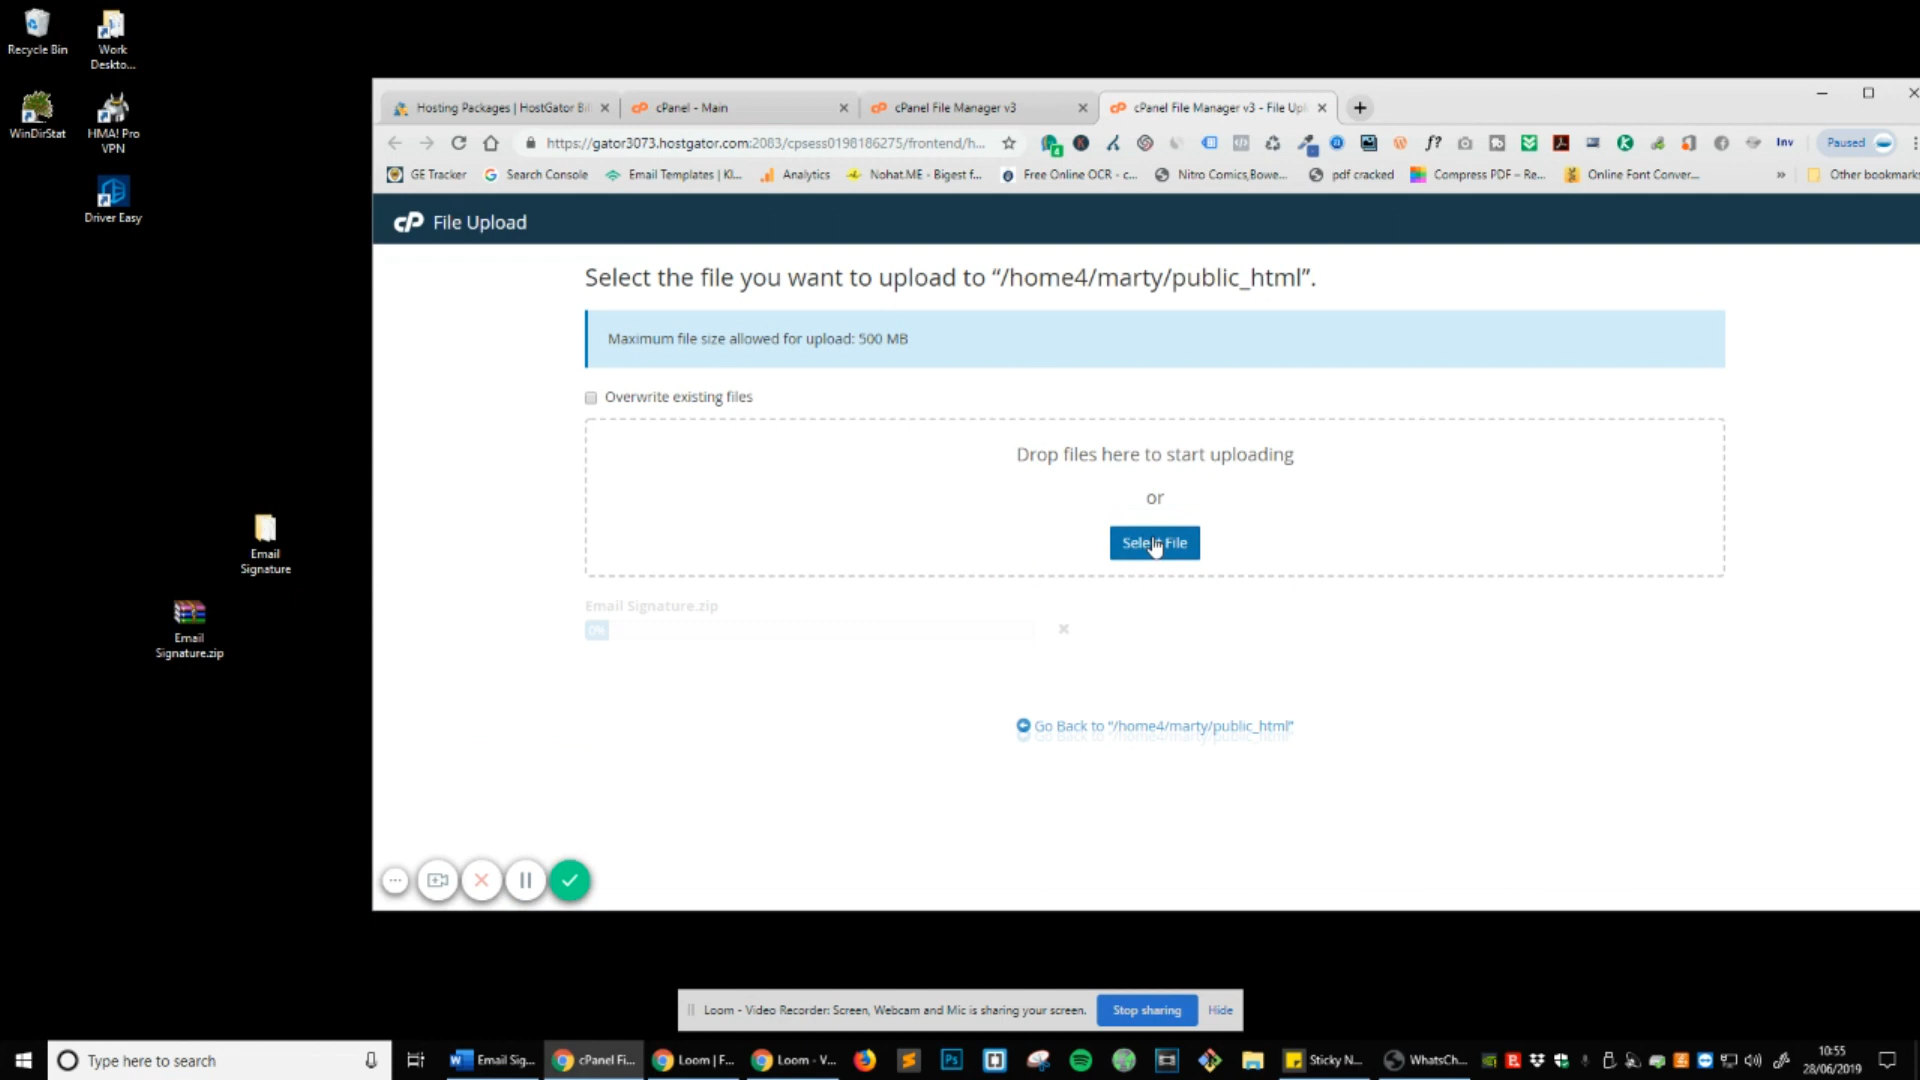 Recycle Bin
Work
Deskto...
WinDirStat
HMA! Pro
VPN
Driver Easy
Email
Signature
Email
Signature.zip
Hosting Packages | HostGator Bil
cPanel - Main
cPanel File Manager v3
cPanel File Manager v3 - File Upl
https://gator3073.hostgator.com:2083/cpsess0198186275/frontend/h...
f?
Inv
Paused
GE Tracker
Search Console
Email Templates | Kl...
Analytics
Nohat.ME - Bigest f...
Free Online OCR - c...
Nitro Comics,Bowe...
pdf cracked
Compress PDF – Re...
Online Font Conver...
»
Other bookmarks
cP File Upload
Select the file you want to upload to “/home4/marty/public_html”.
Maximum file size allowed for upload: 500 MB
Overwrite existing files
Drop files here to start uploading
or
Select File
Email Signature.zip
0%
Go Back to “/home4/marty/public_html”
Loom - Video Recorder: Screen, Webcam and Mic is sharing your screen.
Stop sharing
Hide
Type here to search
Email Sig...
cPanel Fi...
Loom | F...
Loom - V...
Ps
Sticky N...
WhatsCh...
10:55
28/06/2019